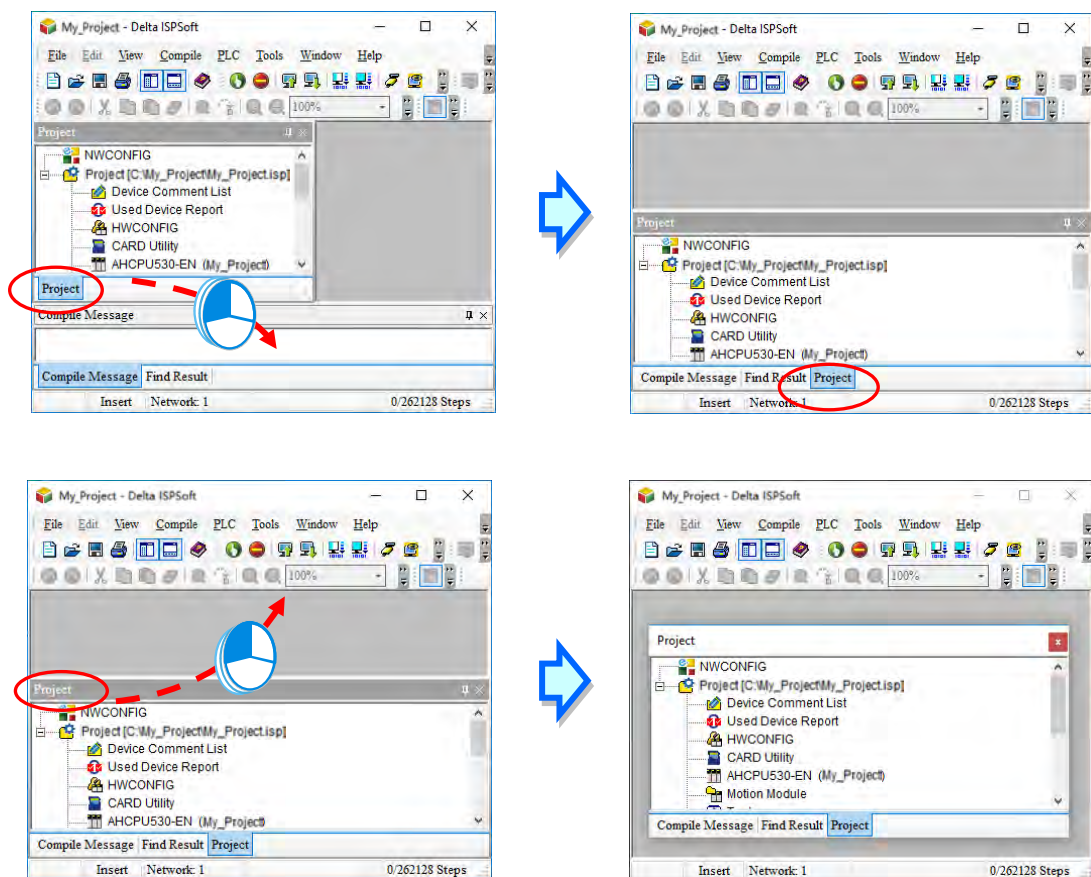 My_Project - Delta ISPSoft
File Edit View Compile PLC Tools Window Help
100%
Project
NWCONFIG
Project [C:\My_Project\My_Project.isp]
Device Comment List
Used Device Report
HWCONFIG
CARD Utility
AHCPU530-EN (My_Project)
Project
Compile Message
Compile Message Find Result
Insert Network: 1 0/262128 Steps
My_Project - Delta ISPSoft
File Edit View Compile PLC Tools Window Help
100%
Project
NWCONFIG
Project [C:\My_Project\My_Project.isp]
Device Comment List
Used Device Report
HWCONFIG
CARD Utility
AHCPU530-EN (My_Project)
Compile Message Find Result Project
Insert Network: 1 0/262128 Steps
My_Project - Delta ISPSoft
File Edit View Compile PLC Tools Window Help
100%
Project
NWCONFIG
Project [C:\My_Project\My_Project.isp]
Device Comment List
Used Device Report
HWCONFIG
CARD Utility
AHCPU530-EN (My_Project)
Compile Message Find Result Project
Insert Network: 1 0/262128 Steps
My_Project - Delta ISPSoft
File Edit View Compile PLC Tools Window Help
100%
Project
NWCONFIG
Project [C:\My_Project\My_Project.isp]
Device Comment List
Used Device Report
HWCONFIG
CARD Utility
AHCPU530-EN (My_Project)
Motion Module
Compile Message Find Result Project
Insert Network: 1 0/262128 Steps